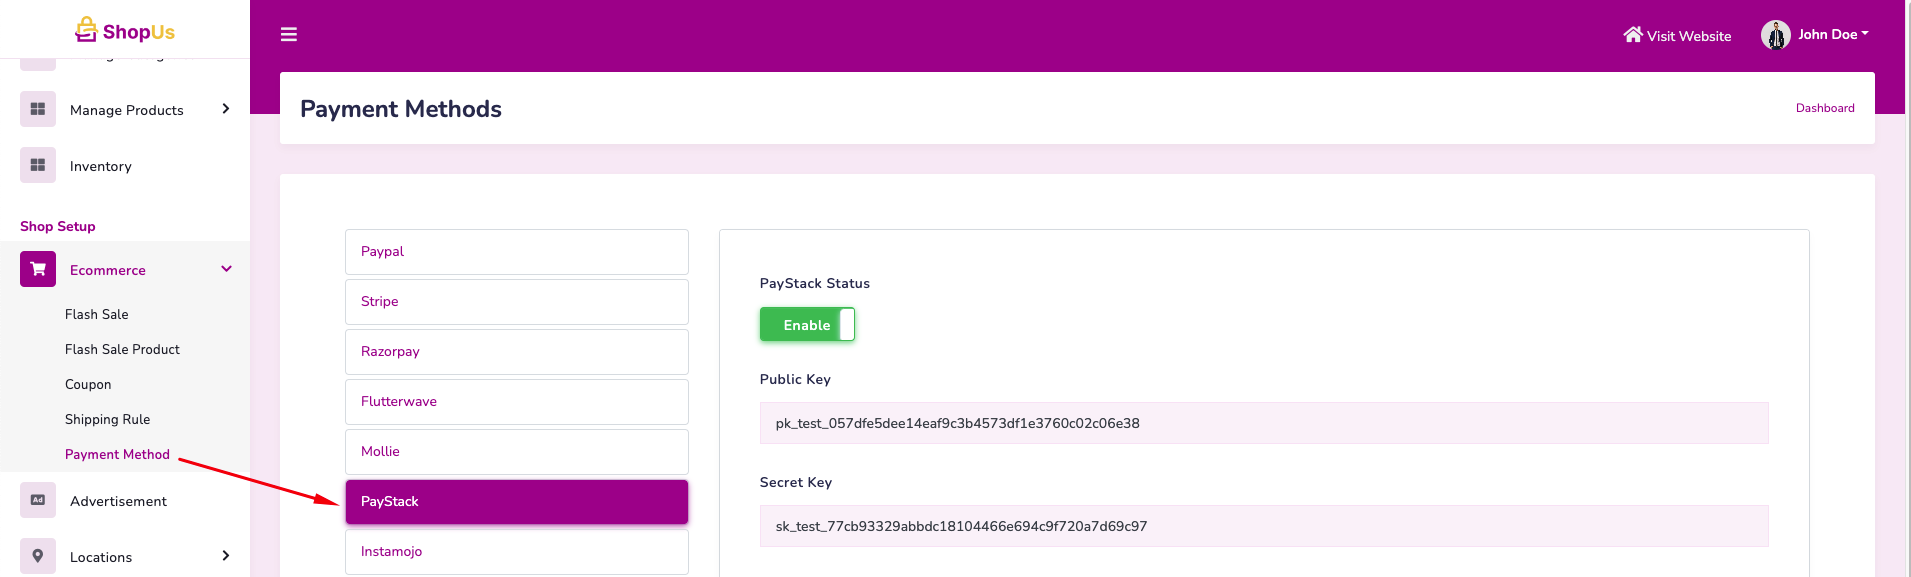 ShopUs
Visit Website
John Doe
Payment Methods
Dashboard
Manage Products
Inventory
Shop Setup
Ecommerce
Flash Sale
Flash Sale Product
Coupon
Shipping Rule
Payment Method
Ad
Advertisement
Locations
Paypal
Stripe
Razorpay
Flutterwave
Mollie
PayStack
Instamojo
PayStack Status
Enable
Public Key
pk_test_057dfe5dee14eaf9c3b4573df1e3760c02c06e38
Secret Key
sk_test_77cb93329abbdc18104466e694c9f720a7d69c97